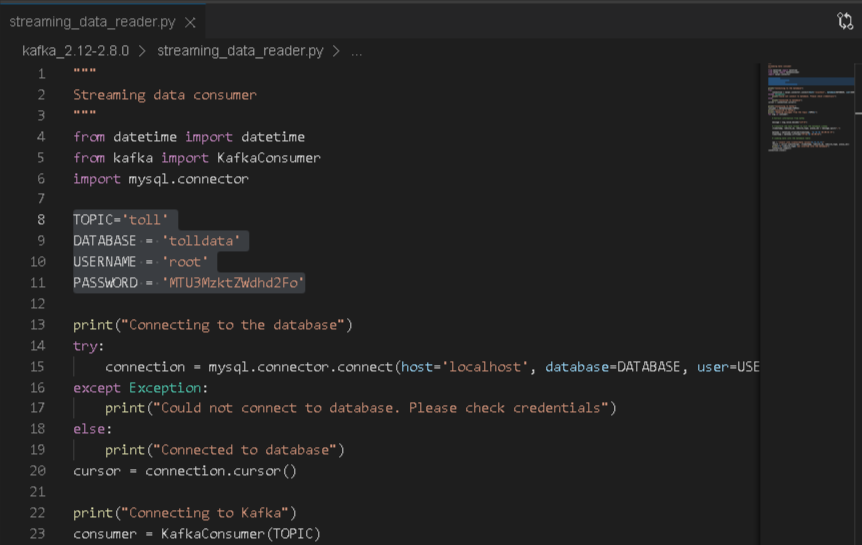 streaming_data_reader.py
kafka_2.12-2.8.0 > streaming_data_reader.py > ...
1 """
2 Streaming data consumer
3 """
4 from datetime import datetime
5 from kafka import KafkaConsumer
6 import mysql.connector
7
8 TOPIC='toll'
9 DATABASE = 'tolldata'
10 USERNAME = 'root'
11 PASSWORD = 'MTU3MzktZWdhd2Fo'
12
13 print("Connecting to the database")
14 try:
15     connection = mysql.connector.connect(host='localhost', database=DATABASE, user=USE
16 except Exception:
17     print("Could not connect to database. Please check credentials")
18 else:
19     print("Connected to database")
20 cursor = connection.cursor()
21
22 print("Connecting to Kafka")
23 consumer = KafkaConsumer(TOPIC)